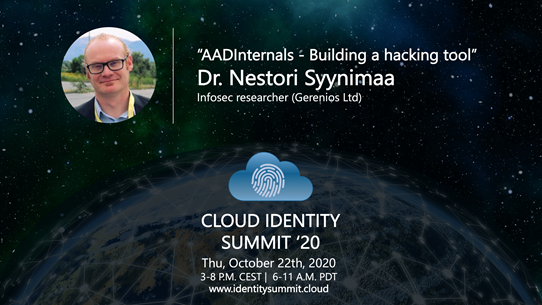 “AADInternals - Building a hacking tool”
Dr. Nestori Syynimaa
Infosec researcher (Gerenios Ltd)
CLOUD IDENTITY
SUMMIT ‘20
Thu, October 22th, 2020
3-8 P.M. CEST | 6-11 A.M. PDT
www.identitysummit.cloud